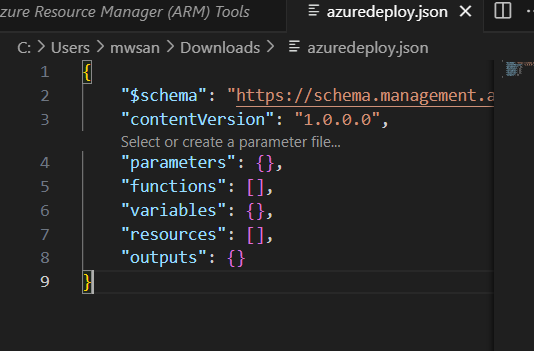 zure Resource Manager (ARM) Tools
azuredeploy.json
C: > Users > mwsan > Downloads > azuredeploy.json
1 {
2 "$schema": "https://schema.management.a
3 "contentVersion": "1.0.0.0",
Select or create a parameter file...
4 "parameters": {},
5 "functions": [],
6 "variables": {},
7 "resources": [],
8 "outputs": {}
9 }